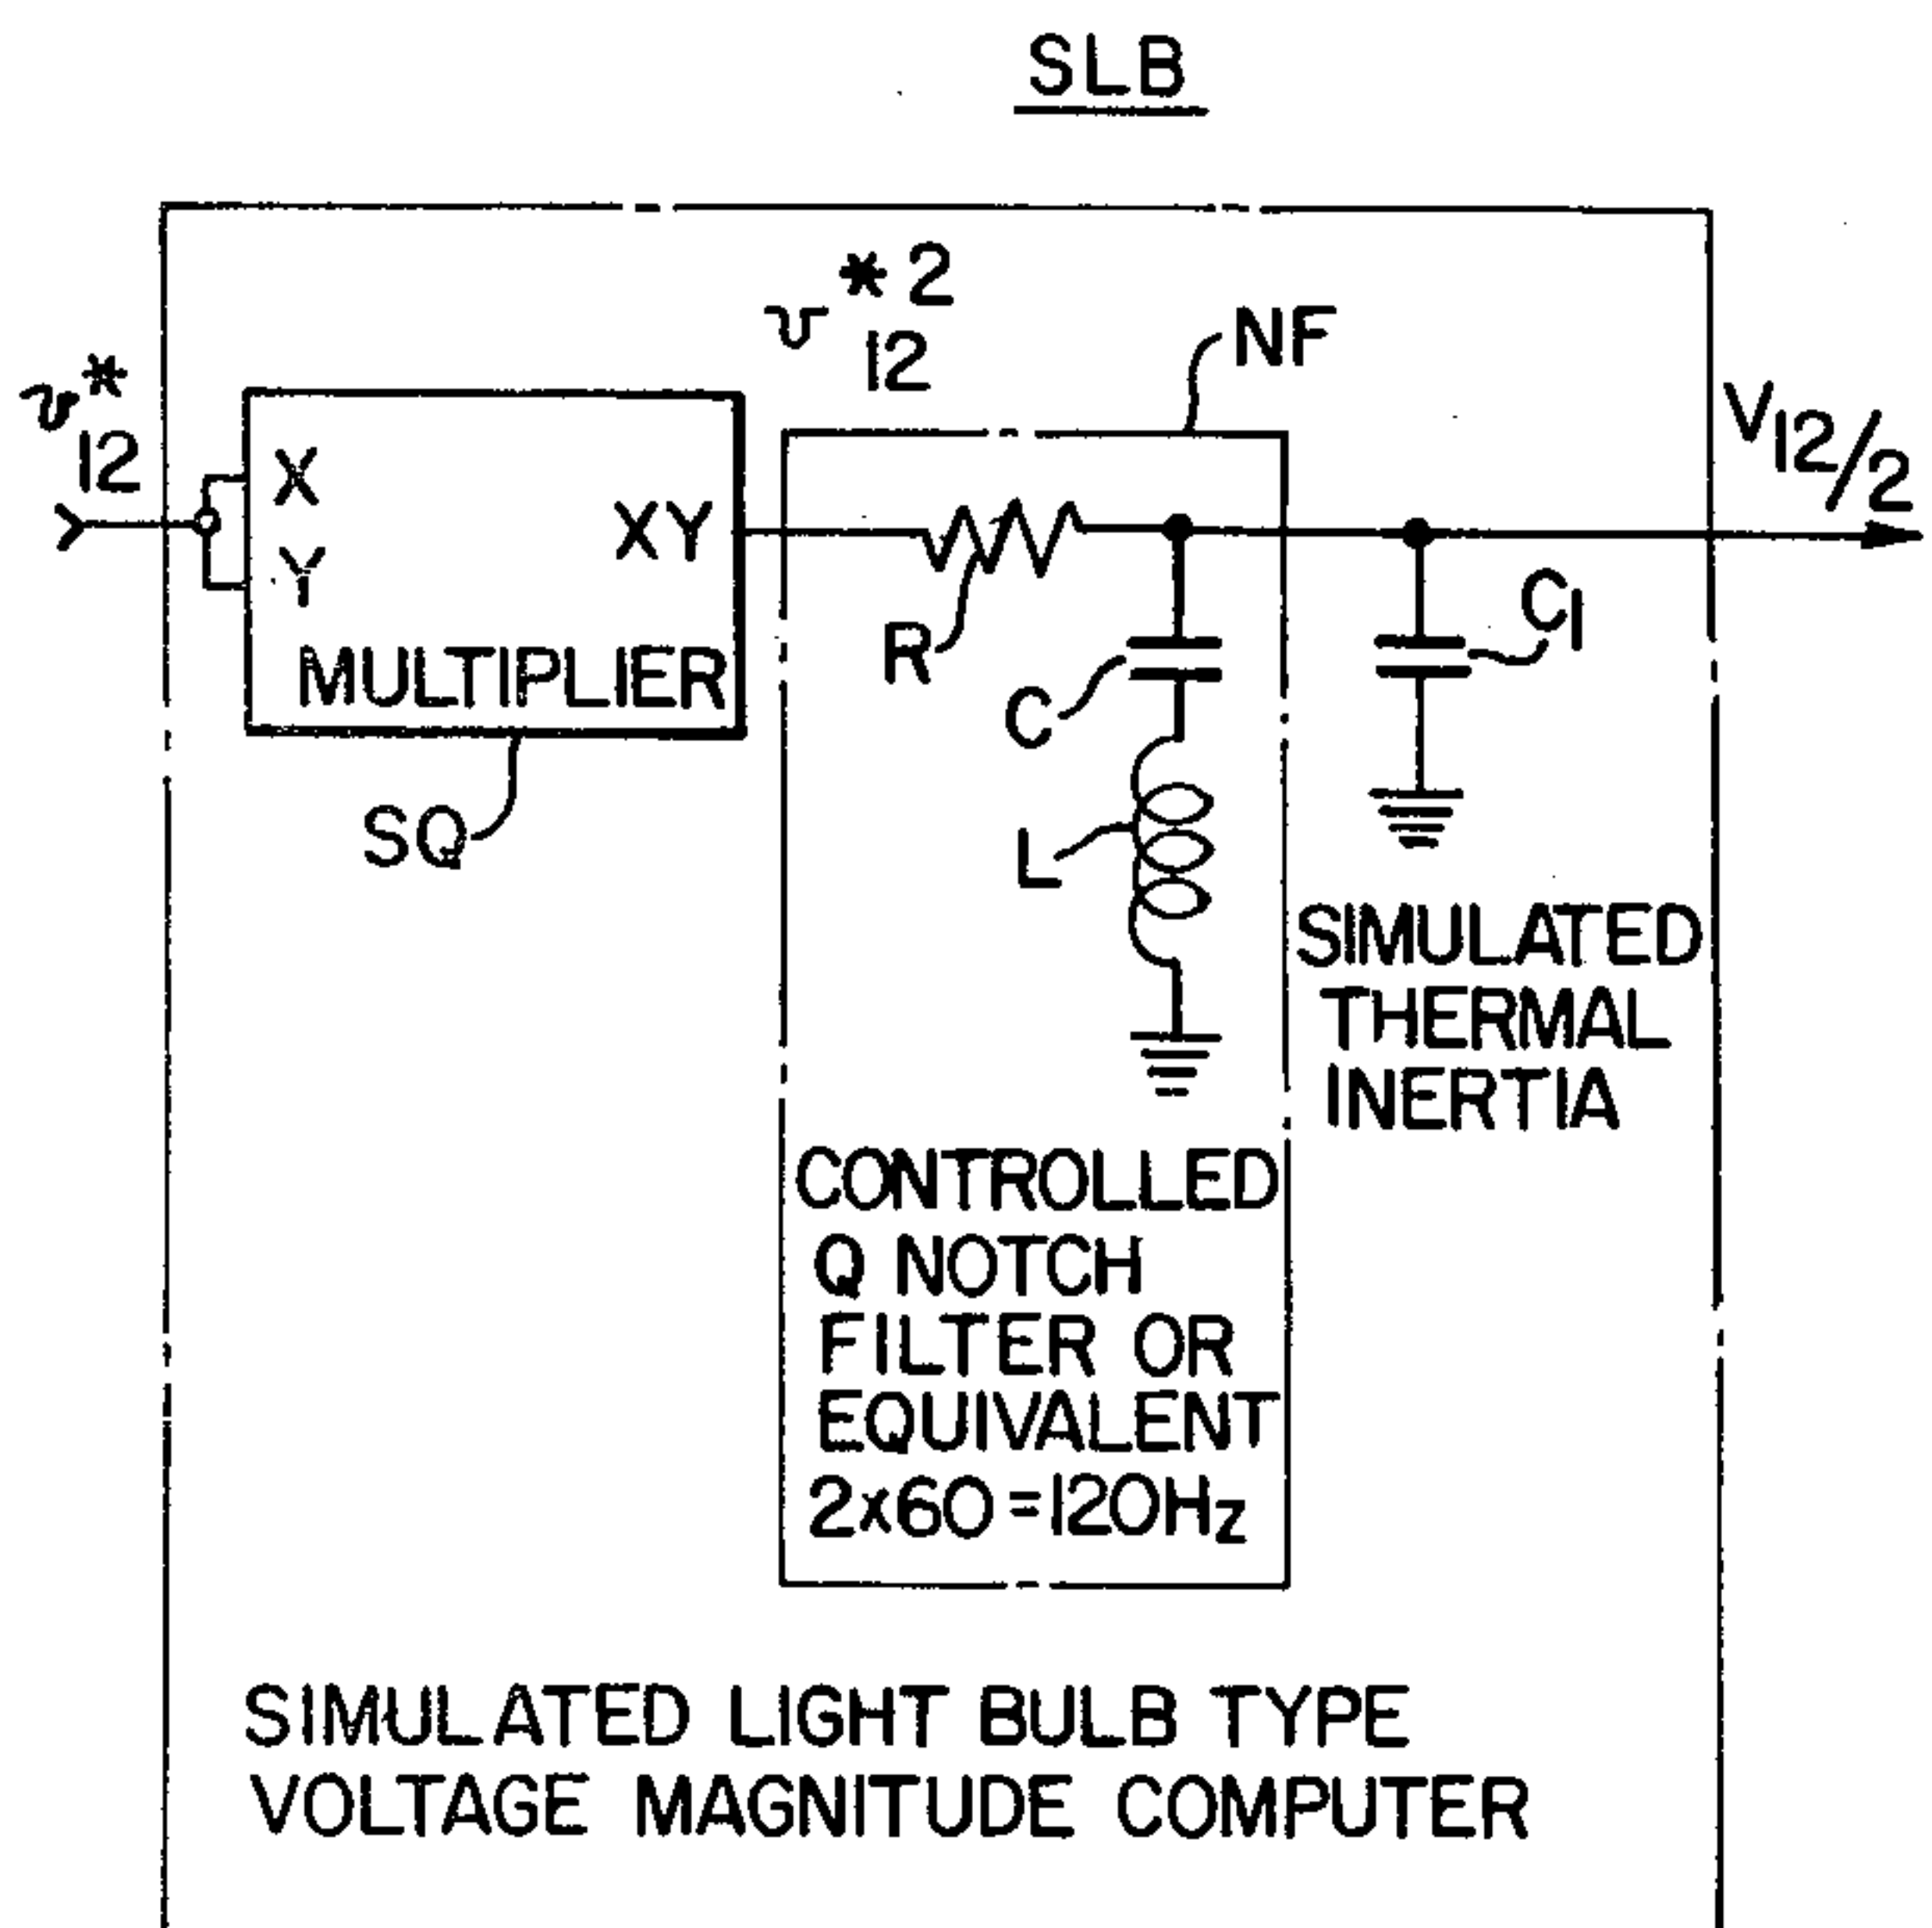 SLB
v*12
X
Y
XY
MULTIPLIER
SQ
v*2 12
NF
R
C
L
C1
V12/2
SIMULATED
THERMAL
INERTIA
CONTROLLED
Q NOTCH
FILTER OR
EQUIVALENT
2x60=120Hz
SIMULATED LIGHT BULB TYPE
VOLTAGE MAGNITUDE COMPUTER